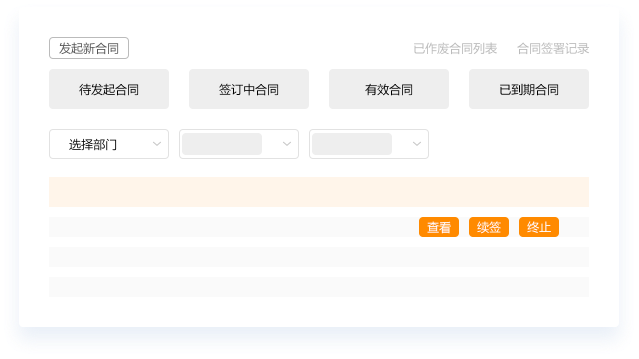 发起新合同 已作废合同列表 合同签署记录
待发起合同 签订中合同 有效合同 已到期合同
选择部门
查看 续签 终止